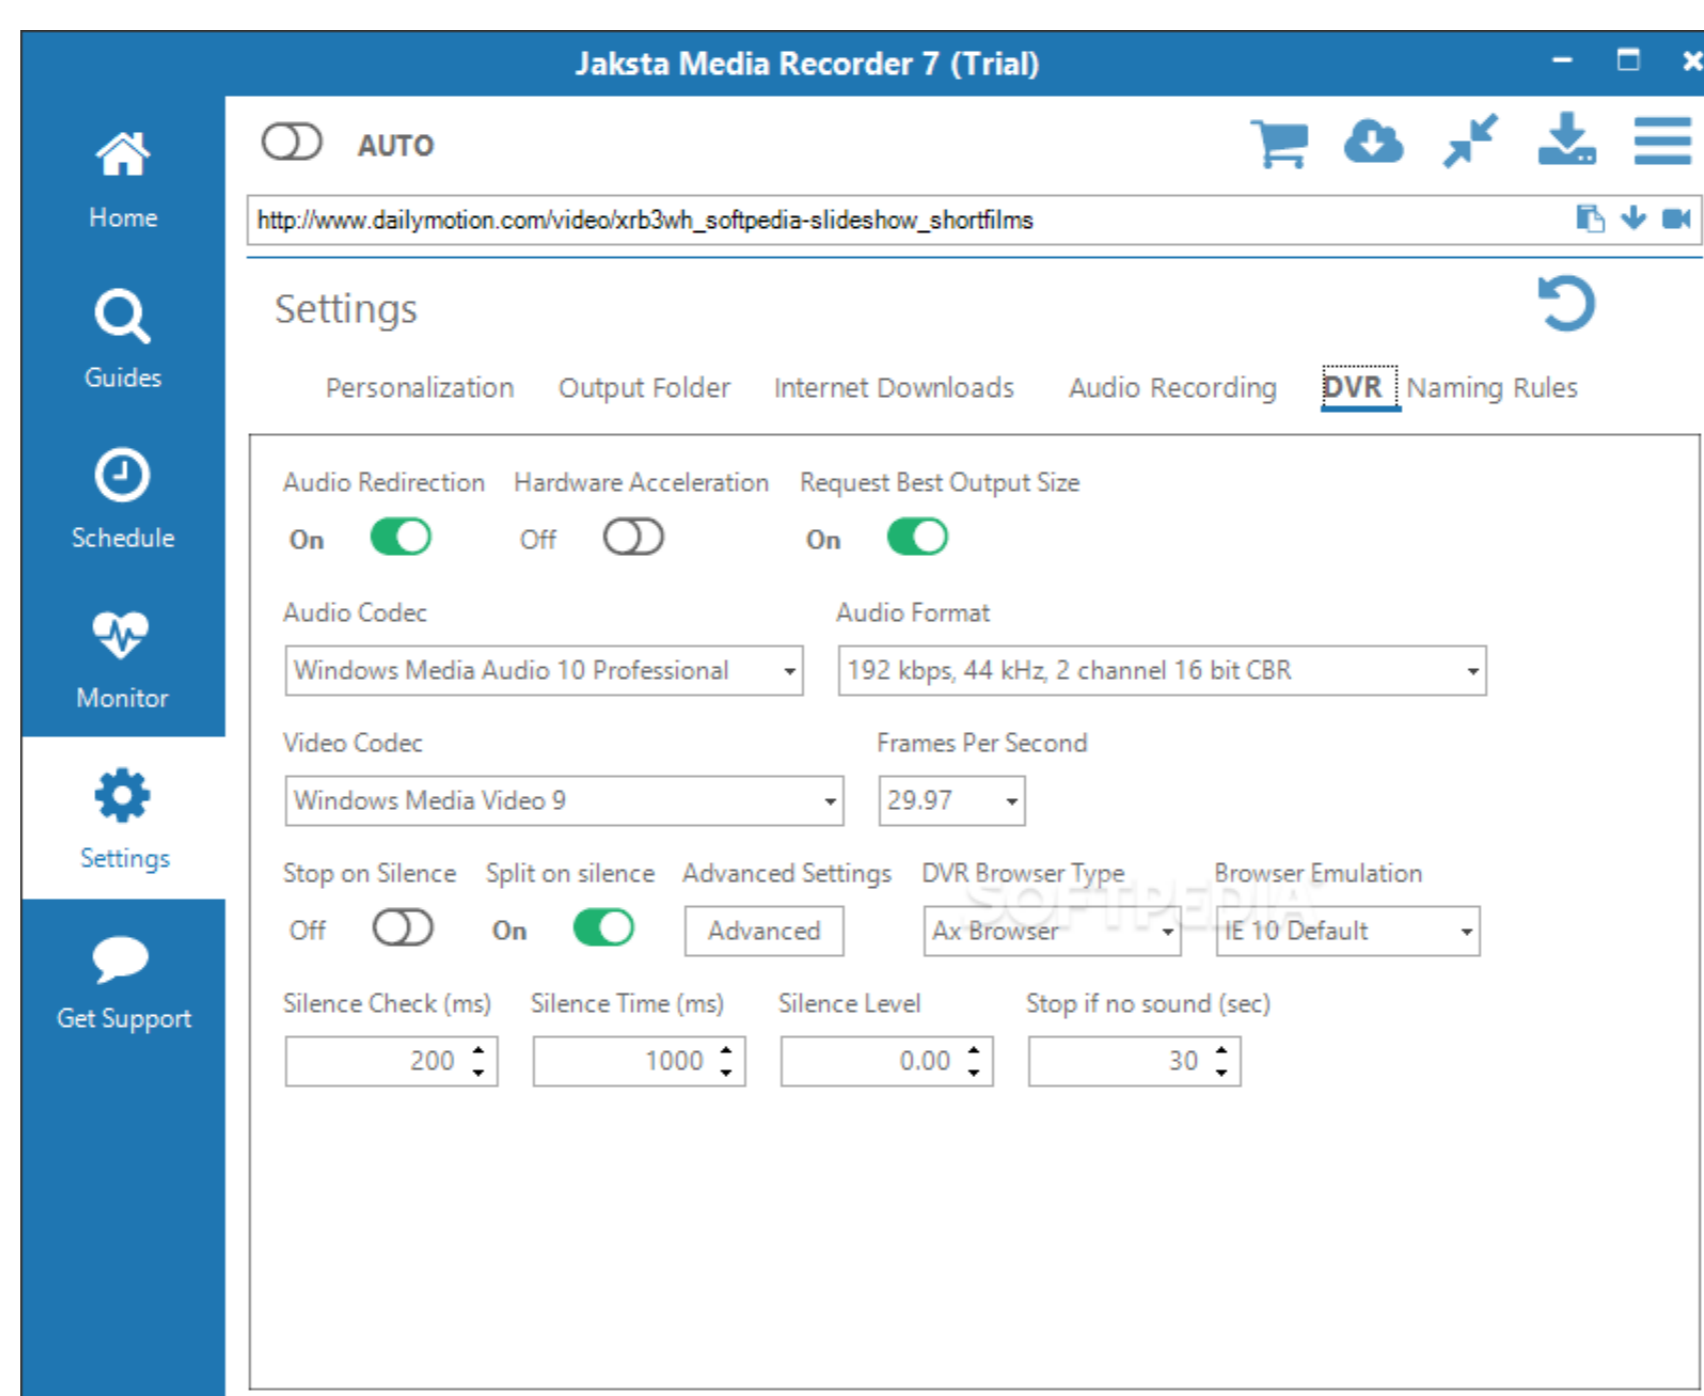 Jaksta Media Recorder 7 (Trial)
AUTO
http://www.dailymotion.com/video/xrb3wh_softpedia-slideshow_shortfilms
Home
Guides
Schedule
Monitor
Settings
Get Support
Settings
Personalization Output Folder Internet Downloads Audio Recording DVR Naming Rules
Audio Redirection Hardware Acceleration Request Best Output Size
On Off On
Audio Codec Audio Format
Windows Media Audio 10 Professional 192 kbps, 44 kHz, 2 channel 16 bit CBR
Video Codec Frames Per Second
Windows Media Video 9 29.97
Stop on Silence Split on silence Advanced Settings DVR Browser Type Browser Emulation
SOFTPEDIA
Off On Advanced Ax Browser IE 10 Default
Silence Check (ms) Silence Time (ms) Silence Level Stop if no sound (sec)
200 1000 0.00 30